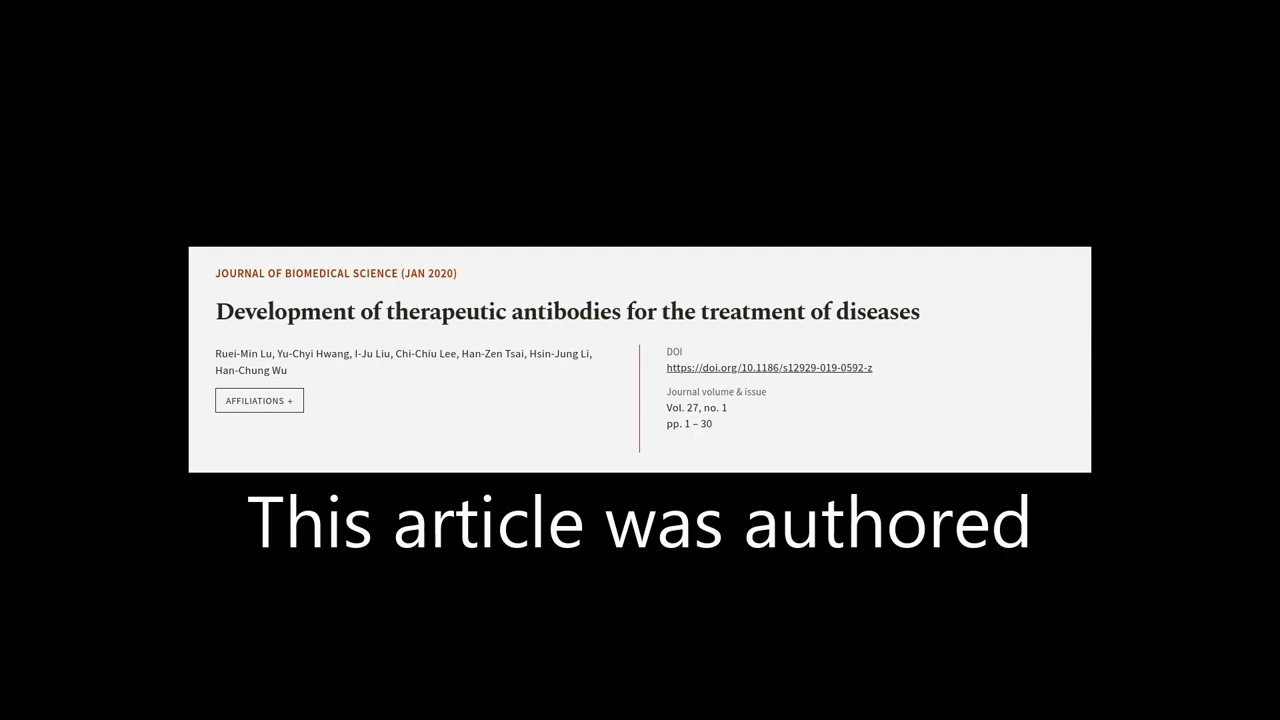 JOURNAL OF BIOMEDICAL SCIENCE (JAN 2020)
Development of therapeutic antibodies for the treatment of diseases
Ruei-Min Lu, Yu-Chyi Hwang, I-Ju Liu, Chi-Chiu Lee, Han-Zen Tsai, Hsin-Jung Li,
Han-Chung Wu
AFFILIATIONS +
DOI
https://doi.org/10.1186/s12929-019-0592-z
Journal volume & issue
Vol. 27, no. 1
pp. 1 – 30
This article was authored